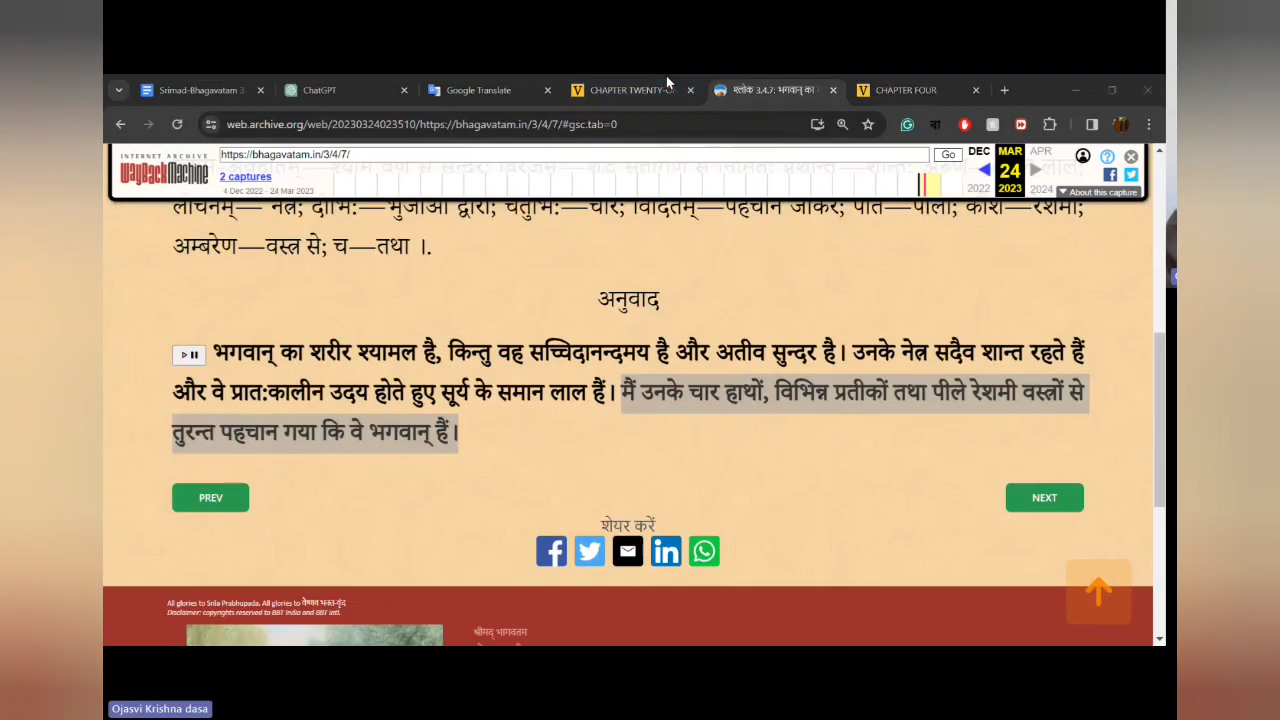 Srimad-Bhagavatam 3.
ChatGPT
Google Translate
CHAPTER TWENTY-
श्लोक 3.4.7: भगवान् का
CHAPTER FOUR
web.archive.org/web/20230324023510/https://bhagavatam.in/3/4/7/#gsc.tab=0
INTERNET ARCHIVE
WayBackMachine
https://bhagavatam.in/3/4/7/
Go
DEC
MAR
APR
2 captures
24
4 Dec 2022 - 24 Mar 2023
2022
2023
2024
About this capture
लोचनम्— नेत्र; दोर्भि:—भुजाओं द्वारा; चतुर्भि:—चार; विदितम्—पहचान जाकर; पीत—पीला; कौश—रेशमी;
अम्बरेण—वस्त्र से; च—तथा ।.
अनुवाद
भगवान् का शरीर श्यामल है, किन्तु वह सच्चिदानन्दमय है और अतीव सुन्दर है। उनके नेत्र सदैव शान्त रहते हैं
और वे प्रात:कालीन उदय होते हुए सूर्य के समान लाल हैं। मैं उनके चार हाथों, विभिन्न प्रतीकों तथा पीले रेशमी वस्त्रों से
तुरन्त पहचान गया कि वे भगवान् हैं।
PREV
NEXT
शेयर करें
All glories to Srila Prabhupada. All glories to वैष्णव भक्त-वृंद
Disclaimer: copyrights reserved to BBT India and BBT Intl.
श्रीमद् भागवतम
Ojasvi Krishna dasa